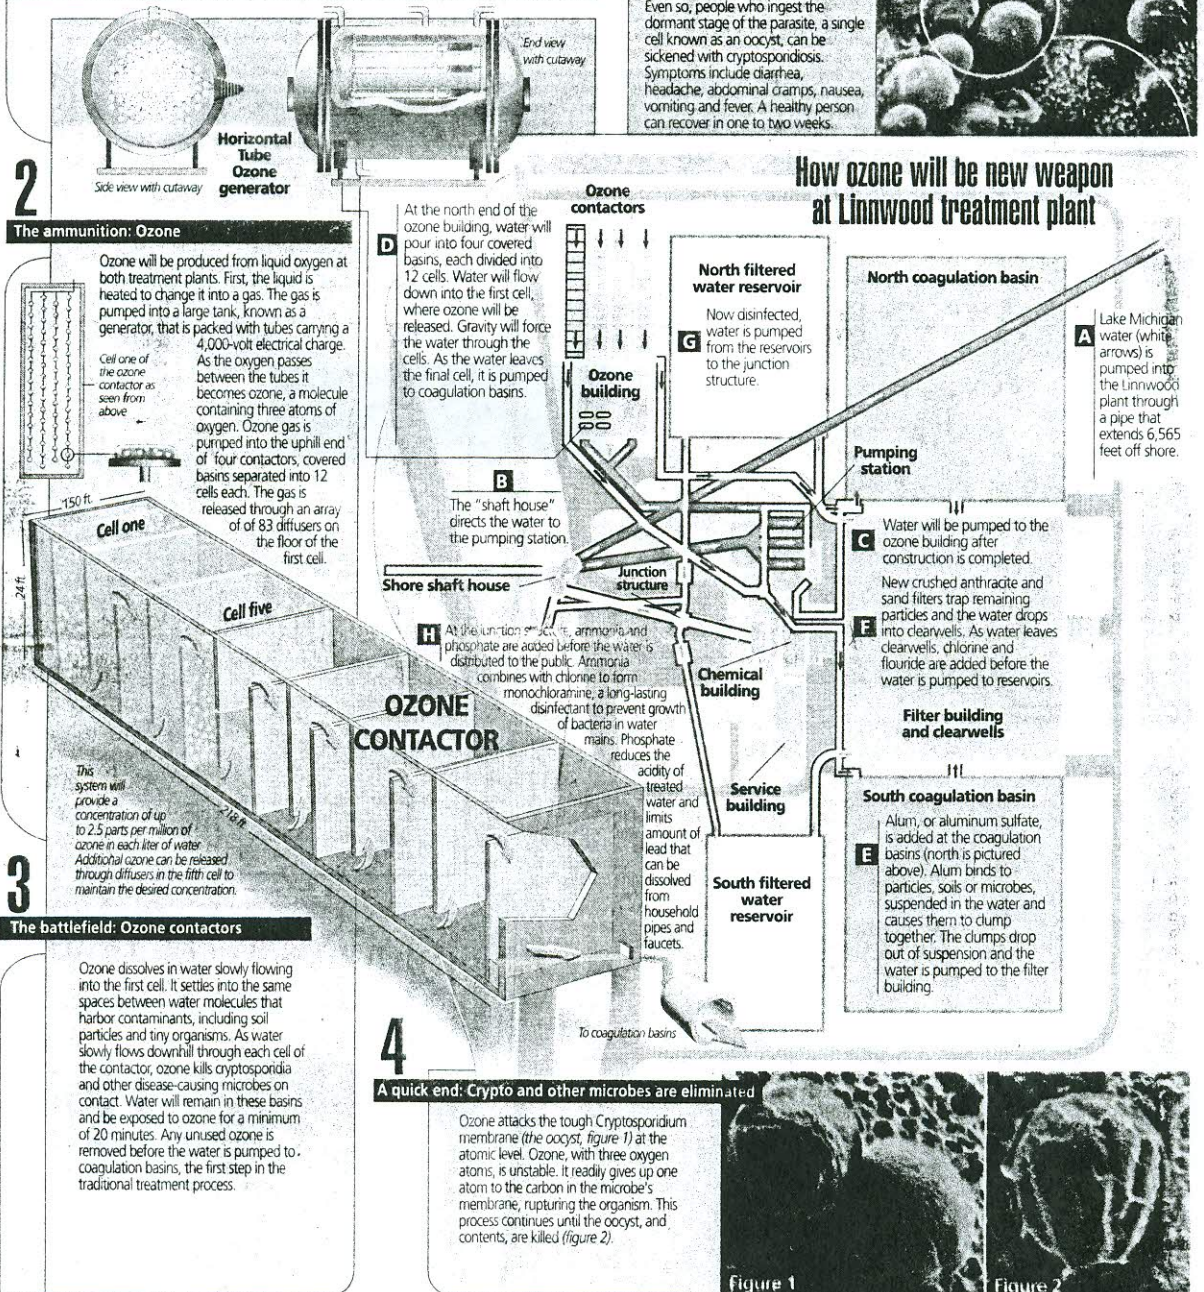 Even so, people who ingest the
dormant stage of the parasite, a single
cell known as an oocyst, can be
sickened with cryptosporidiosis.
Symptoms include diarrhea,
headache, abdominal cramps, nausea,
vomiting and fever. A healthy person
can recover in one to two weeks.
End view
with cutaway
Horizontal
Tube
Ozone
generator
Side view with cutaway
2
The ammunition: Ozone
Ozone will be produced from liquid oxygen at
both treatment plants. First, the liquid is
heated to change it into a gas. The gas is
pumped into a large tank, known as a
generator, that is packed with tubes carrying a
4,000-volt electrical charge.
As the oxygen passes
between the tubes it
becomes ozone, a molecule
containing three atoms of
oxygen. Ozone gas is
pumped into the uphill end
of four contactors, covered
basins separated into 12
cells each. The gas is
released through an array
of of 83 diffusers on
the floor of the
first cell.
Cell one of
the ozone
contactor as
seen from
above
150 ft.
24 ft.
218 ft.
Cell one
Cell five
OZONE
CONTACTOR
This
system will
provide a
concentration of up
to 2.5 parts per million of
ozone in each liter of water
Additional ozone can be released
through diffusers in the fifth cell to
maintain the desired concentration.
3
The battlefield: Ozone contactors
Ozone dissolves in water slowly flowing
into the first cell. It settles into the same
spaces between water molecules that
harbor contaminants, including soil
particles and tiny organisms. As water
slowly flows downhill through each cell of
the contactor, ozone kills cryptosporidia
and other disease-causing microbes on
contact. Water will remain in these basins
and be exposed to ozone for a minimum
of 20 minutes. Any unused ozone is
removed before the water is pumped to
coagulation basins, the first step in the
traditional treatment process.
How ozone will be new weapon
at Linnwood treatment plant
A
Lake Michigan
water (white
arrows) is
pumped into
the Linnwood
plant through
a pipe that
extends 6,565
feet off shore.
B
The "shaft house"
directs the water to
the pumping station.
C
Water will be pumped to the
ozone building after
construction is completed.
D
At the north end of the
ozone building, water will
pour into four covered
basins, each divided into
12 cells. Water will flow
down into the first cell,
where ozone will be
released. Gravity will force
the water through the
cells. As the water leaves
the final cell, it is pumped
to coagulation basins.
Ozone
contactors
Ozone
building
North filtered
water reservoir
G
Now disinfected,
water is pumped
from the reservoirs
to the junction
structure.
North coagulation basin
Pumping
station
Shore shaft house
Junction
structure
F
New crushed anthracite and
sand filters trap remaining
particles and the water drops
into clearwells. As water leaves
clearwells, chlorine and
flouride are added before the
water is pumped to reservoirs.
Filter building
and clearwells
Chemical
building
Service
building
H
At the junction structure, ammonia and
phosphate are added before the water is
distributed to the public. Ammonia
combines with chlorine to form
monochloramine, a long-lasting
disinfectant to prevent growth
of bacteria in water
mains. Phosphate
reduces the
acidity of
treated
water and
limits
amount of
lead that
can be
dissolved
from
household
pipes and
faucets.
South filtered
water
reservoir
South coagulation basin
E
Alum, or aluminum sulfate,
is added at the coagulation
basins (north is pictured
above). Alum binds to
particles, soils or microbes,
suspended in the water and
causes them to clump
together. The clumps drop
out of suspension and the
water is pumped to the filter
building.
To coagulation basins
4
A quick end: Crypto and other microbes are eliminated
Ozone attacks the tough Cryptosporidium
membrane (the oocyst, figure 1) at the
atomic level. Ozone, with three oxygen
atoms, is unstable. It readily gives up one
atom to the carbon in the microbe's
membrane, rupturing the organism. This
process continues until the oocyst, and
contents, are killed (figure 2).
Figure 1
Figure 2